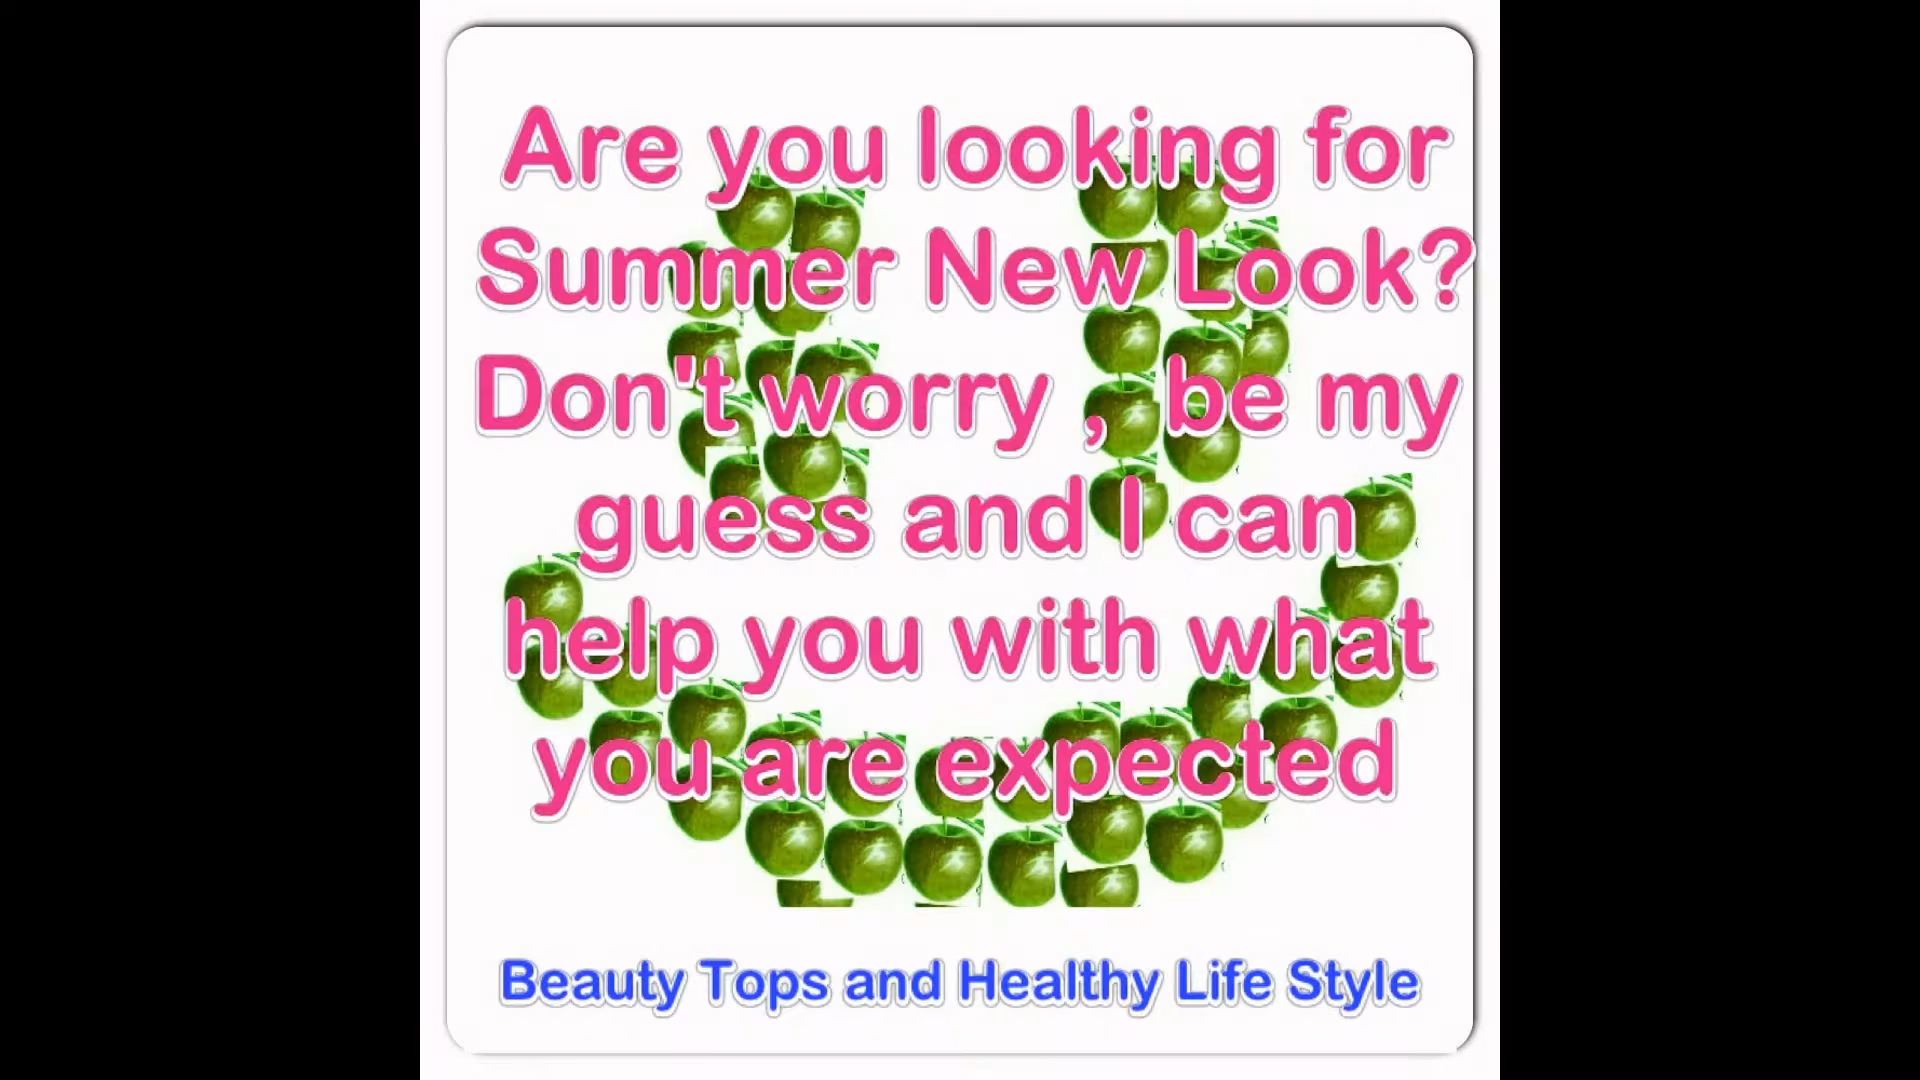 Are you looking for
Summer New Look?
Don't worry , be my
guess and I can
help you with what
you are expected
Beauty Tops and Healthy Life Style